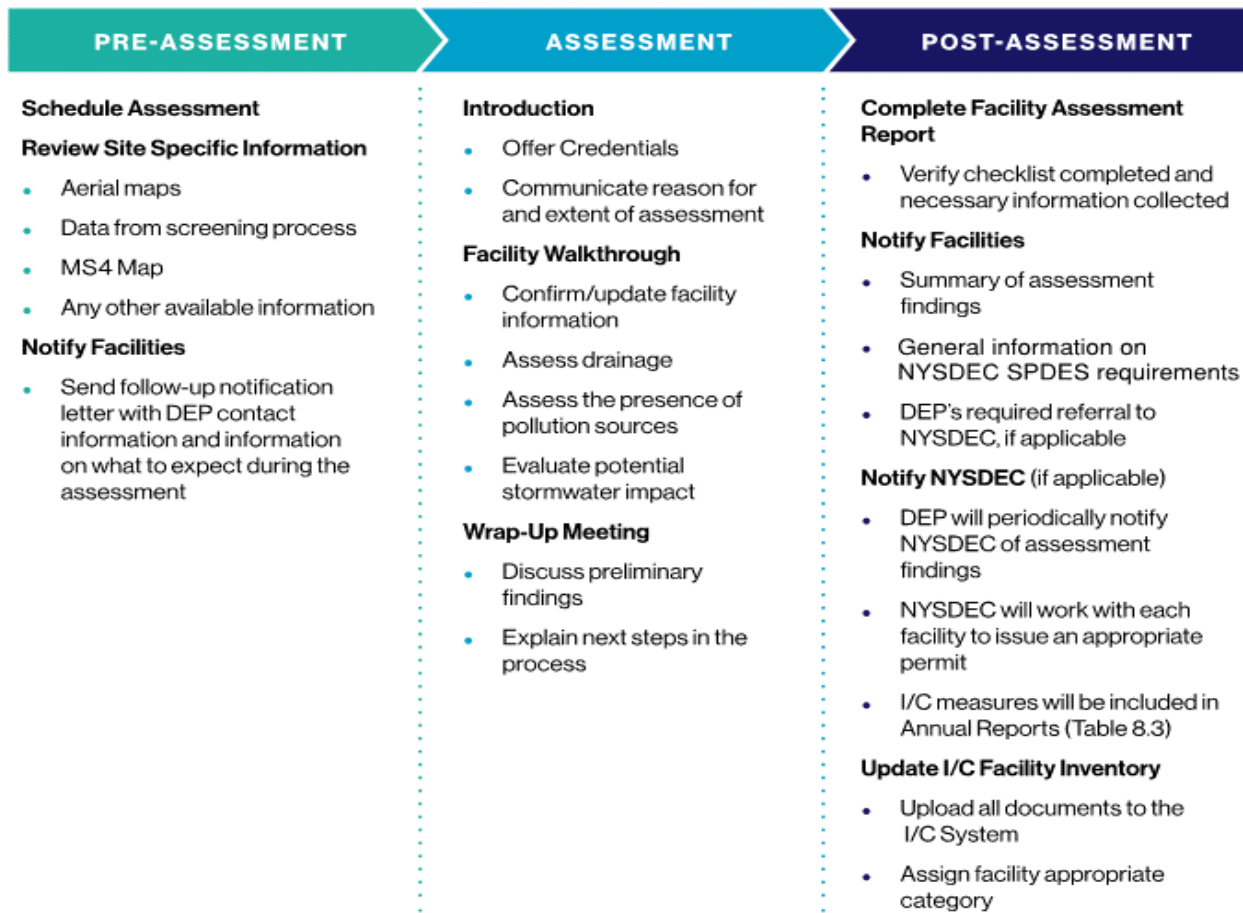 PRE-ASSESSMENT
Schedule Assessment
Review Site Specific Information
Aerial maps
Data from screening process
MS4 Map
Any other available information
Notify Facilities
Send follow-up notification
letter with DEP contact
information and information
on what to expect during the
assessment
ASSESSMENT
Introduction
Offer Credentials
Communicate reason for
and extent of assessment
Facility Walkthrough
Confirm/update facility
information
Assess drainage
Assess the presence of
pollution sources
Evaluate potential
stormwater impact
Wrap-Up Meeting
Discuss preliminary
findings
Explain next steps in the
process
POST-ASSESSMENT
Complete Facility Assessment
Report
Verify checklist completed and
necessary information collected
Notify Facilities
Summary of assessment
findings
General information on
NYSDEC SPDES requirements
DEP's required referral to
NYSDEC, if applicable
Notify NYSDEC (if applicable)
DEP will periodically notify
NYSDEC of assessment
findings
NYSDEC will work with each
facility to issue an appropriate
permit
I/C measures will be included in
Annual Reports (Table 8.3)
Update I/C Facility Inventory
Upload all documents to the
I/C System
Assign facility appropriate
category